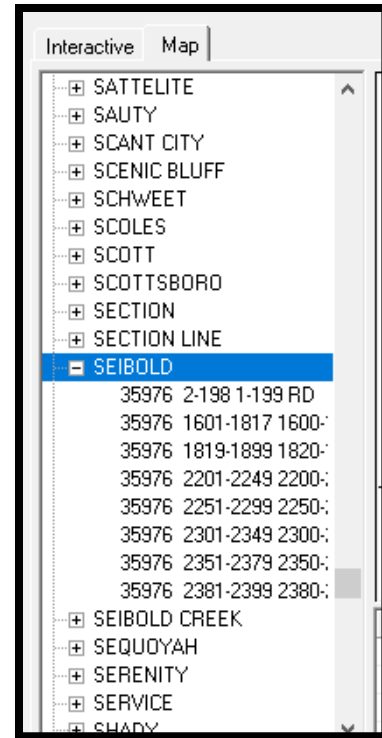 Interactive Map
SATTELITE
SAUTY
SCANT CITY
SCENIC BLUFF
SCHWEET
SCOLES
SCOTT
SCOTTSBORO
SECTION
SECTION LINE
SEIBOLD
35976 2-198 1-199 RD
35976 1601-1817 1600-
35976 1819-1899 1820-
35976 2201-2249 2200-
35976 2251-2299 2250-
35976 2301-2349 2300-
35976 2351-2379 2350-
35976 2381-2399 2380-
SEIBOLD CREEK
SEQUOYAH
SERENITY
SERVICE
SHADY